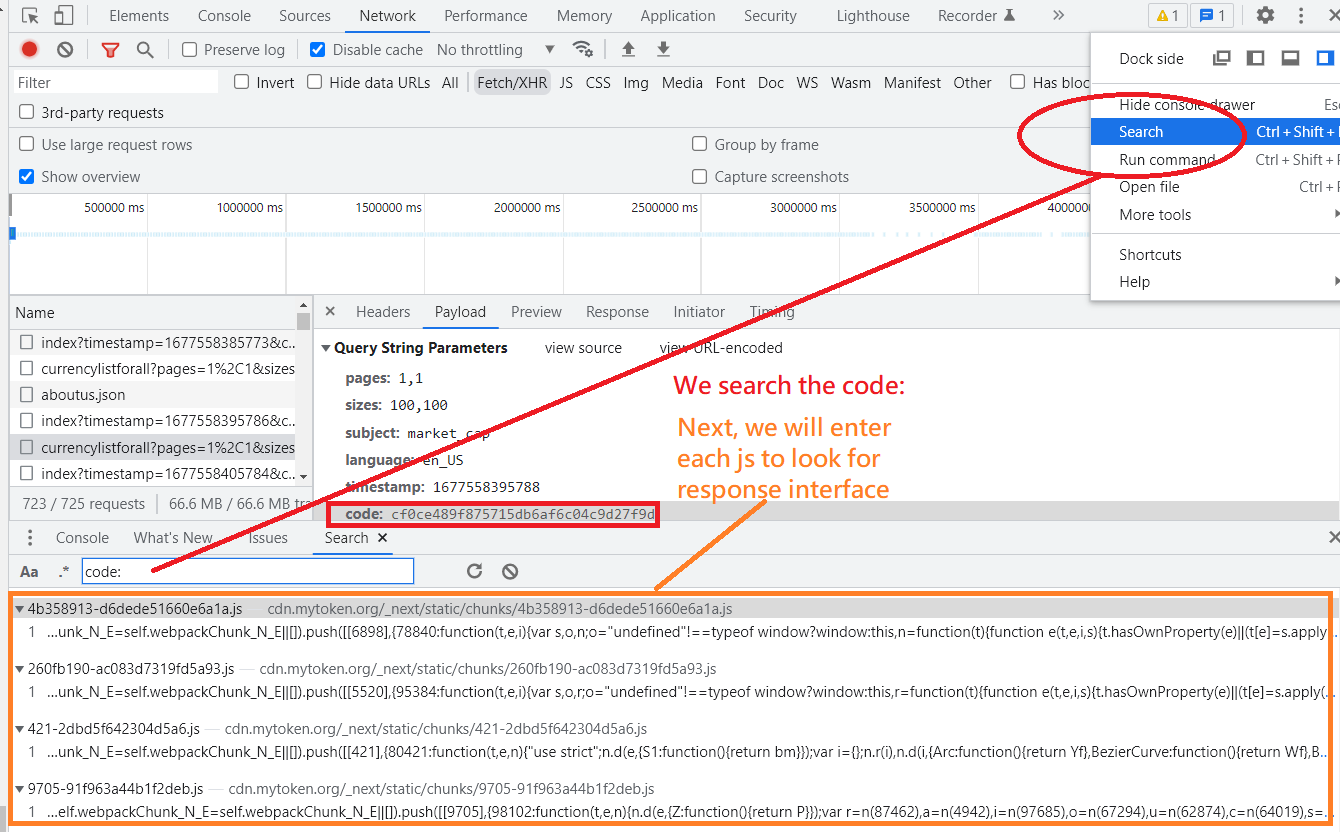 Elements Console Sources Network Performance Memory Application Security Lighthouse Recorder 1 1
Preserve log Disable cache No throttling
Dock side
Filter Invert Hide data URLs All Fetch/XHR JS CSS Img Media Font Doc WS Wasm Manifest Other Has bloc
Hide console drawer Esc
3rd-party requests
Search Ctrl + Shift +
Use large request rows Group by frame
Run command Ctrl + Shift + P
Show overview Capture screenshots
Open file Ctrl + P
500000 ms 1000000 ms 1500000 ms 2000000 ms 2500000 ms 3000000 ms 3500000 ms 400000
More tools
Shortcuts
Help
Name
Headers Payload Preview Response Initiator Timing
index?timestamp=1677558385773&c...
currencylistforall?pages=1%2C1&sizes
aboutus.json
index?timestamp=1677558395786&c...
currencylistforall?pages=1%2C1&sizes
index?timestamp=1677558405784&c...
723 / 725 requests 66.6 MB / 66.6 MB tra
Query String Parameters view source view URL-encoded
pages: 1,1
sizes: 100,100
subject: market_cap
language: en_US
timestamp: 1677558395788
code: cf0ce489f875715db6af6c04c9d27f9d
We search the code:
Next, we will enter
each js to look for
response interface
Console What's New Issues Search
Aa .* code:
4b358913-d6dede51660e6a1a.js — cdn.mytoken.org/_next/static/chunks/4b358913-d6dede51660e6a1a.js
1 ...unk_N_E=self.webpackChunk_N_E||[]).push([[6898],{78840:function(t,e,i){var s,o,n;o="undefined"!==typeof window?window:this,n=function(t){function e(t,e,i,s){t.hasOwnProperty(e)||(t[e]=s.apply...
260fb190-ac083d7319fd5a93.js — cdn.mytoken.org/_next/static/chunks/260fb190-ac083d7319fd5a93.js
1 ...unk_N_E=self.webpackChunk_N_E||[]).push([[5520],{95384:function(t,e,i){var s,o,r;o="undefined"!==typeof window?window:this,r=function(t){function e(t,e,i,s){t.hasOwnProperty(e)||(t[e]=s.apply(...
421-2dbd5f642304d5a6.js — cdn.mytoken.org/_next/static/chunks/421-2dbd5f642304d5a6.js
1 ...unk_N_E=self.webpackChunk_N_E||[]).push([[421],{80421:function(t,e,n){"use strict";n.d(e,{S1:function(){return bm}});var i={};n.r(i),n.d(i,{Arc:function(){return Yf},BezierCurve:function(){return Wf},B...
9705-91f963a44b1f2deb.js — cdn.mytoken.org/_next/static/chunks/9705-91f963a44b1f2deb.js
1 ...elf.webpackChunk_N_E=self.webpackChunk_N_E||[]).push([[9705],{98102:function(t,e,n){n.d(e,{Z:function(){return P}});var r=n(87462),a=n(4942),i=n(97685),o=n(67294),u=n(62874),c=n(64019),s=...